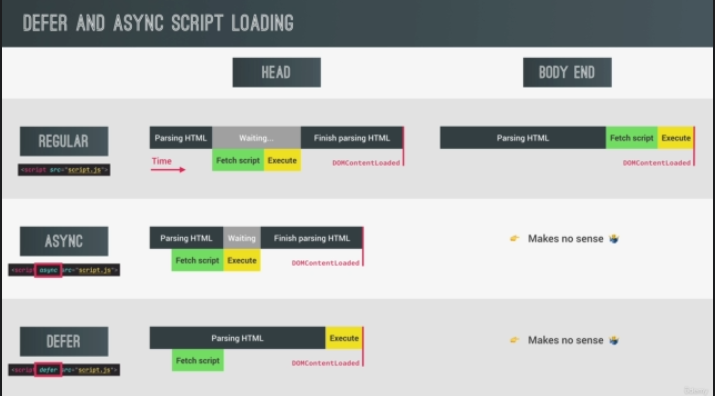 DEFER AND ASYNC SCRIPT LOADING
HEAD
BODY END
REGULAR
<script src="script.js">
Parsing HTML
Waiting...
Finish parsing HTML
Time
Fetch script
Execute
DOMContentLoaded
Parsing HTML
Fetch script
Execute
DOMContentLoaded
ASYNC
<script async src="script.js">
Parsing HTML
Waiting
Finish parsing HTML
Fetch script
Execute
DOMContentLoaded
👉 Makes no sense 🤷‍♂️
DEFER
<script defer src="script.js">
Parsing HTML
Execute
Fetch script
DOMContentLoaded
👉 Makes no sense 🤷‍♂️
Udemy